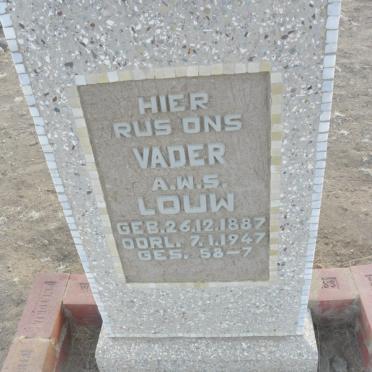 HIER
RUS ONS
VADER
A.W.S.
LOUW
GEB. 26.12.1887
OORL. 7.1.1947
GES. 58-7